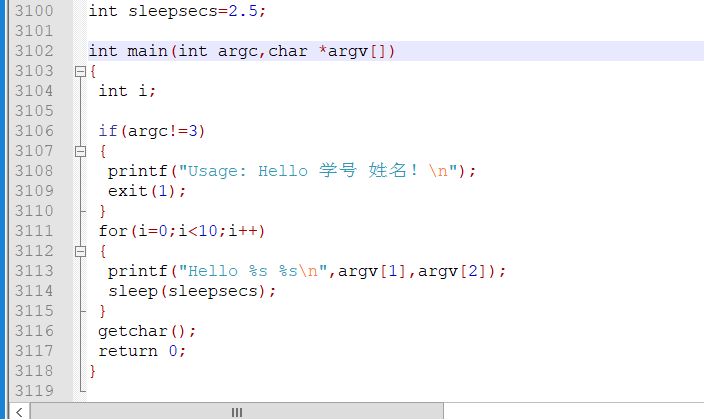 3100 int sleepsecs=2.5;
3101
3102 int main(int argc,char *argv[])
3103 {
3104  int i;
3105
3106  if(argc!=3)
3107  {
3108   printf("Usage: Hello 学号 姓名！\n");
3109   exit(1);
3110  }
3111  for(i=0;i<10;i++)
3112  {
3113   printf("Hello %s %s\n",argv[1],argv[2]);
3114   sleep(sleepsecs);
3115  }
3116  getchar();
3117  return 0;
3118 }
3119